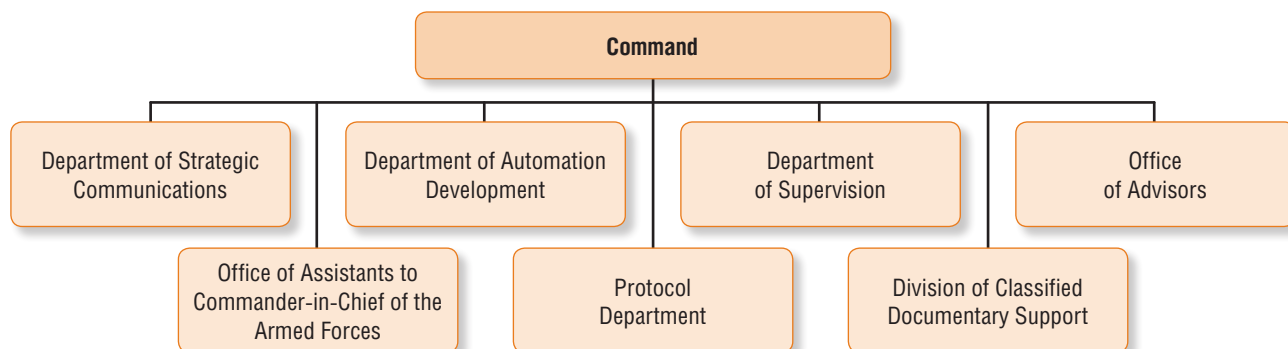 Command
Department of Strategic
Communications
Department of Automation
Development
Department
of Supervision
Office
of Advisors
Office of Assistants to
Commander-in-Chief of the
Armed Forces
Protocol
Department
Division of Classified
Documentary Support